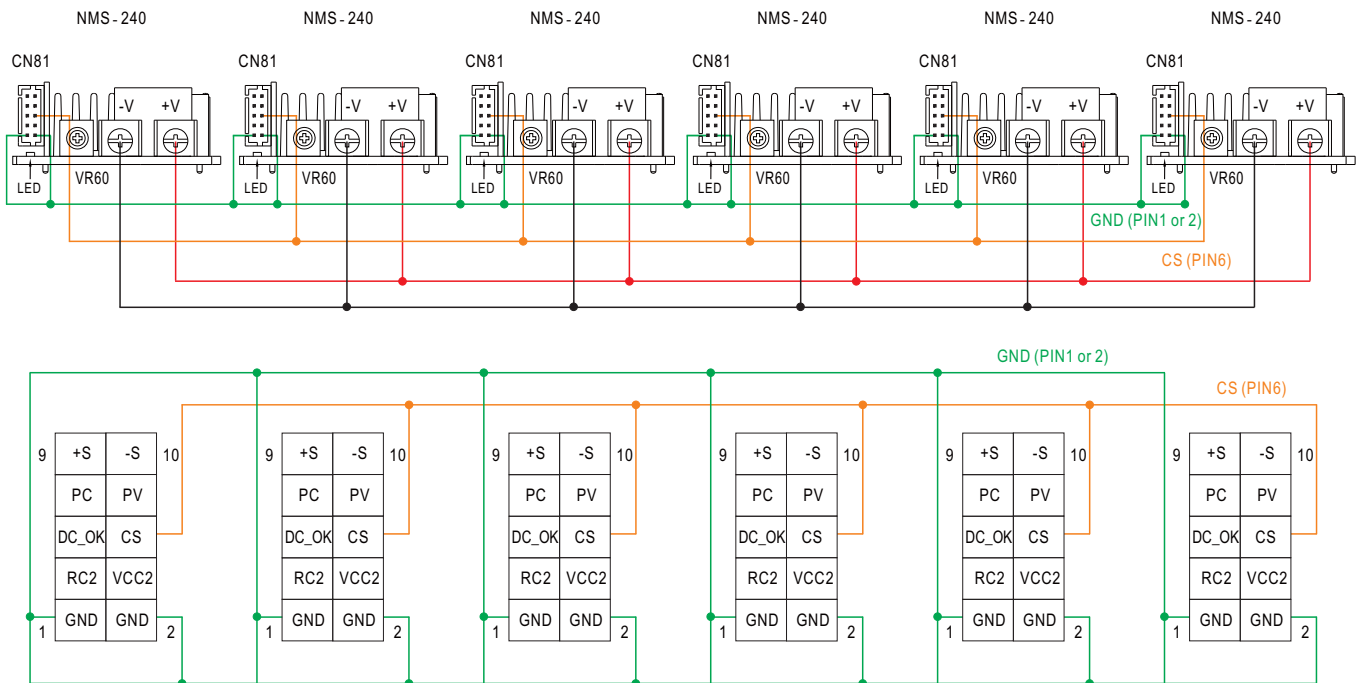 NMS-240 NMS-240 NMS-240 NMS-240 NMS-240 NMS-240
CN81 CN81 CN81 CN81 CN81 CN81
-V +V -V +V -V +V -V +V -V +V -V +V
VR60 VR60 VR60 VR60 VR60 VR60
LED LED LED LED LED LED
GND (PIN1 or 2)
CS (PIN6)
GND (PIN1 or 2)
CS (PIN6)
9 +S -S 10 9 +S -S 10 9 +S -S 10 9 +S -S 10 9 +S -S 10 9 +S -S 10
PC PV PC PV PC PV PC PV PC PV PC PV
DC_OK CS DC_OK CS DC_OK CS DC_OK CS DC_OK CS DC_OK CS
RC2 VCC2 RC2 VCC2 RC2 VCC2 RC2 VCC2 RC2 VCC2 RC2 VCC2
1 GND GND 2 1 GND GND 2 1 GND GND 2 1 GND GND 2 1 GND GND 2 1 GND GND 2